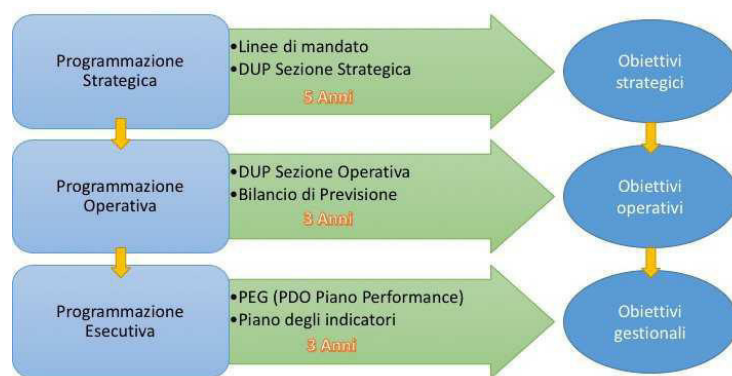 Programmazione
Strategica
•Linee di mandato
•DUP Sezione Strategica
5 Anni
Obiettivi
strategici
Programmazione
Operativa
•DUP Sezione Operativa
•Bilancio di Previsione
3 Anni
Obiettivi
operativi
Programmazione
Esecutiva
•PEG (PDO Piano Performance)
•Piano degli indicatori
3 Anni
Obiettivi
gestionali